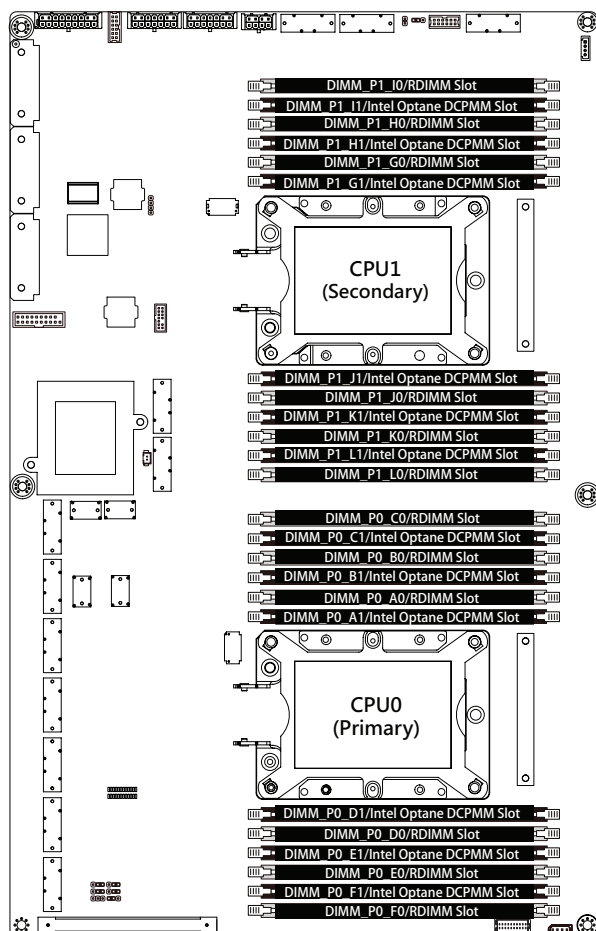 DIMM_P1_I0/RDIMM Slot
DIMM_P1_I1/Intel Optane DCPMM Slot
DIMM_P1_H0/RDIMM Slot
DIMM_P1_H1/Intel Optane DCPMM Slot
DIMM_P1_G0/RDIMM Slot
DIMM_P1_G1/Intel Optane DCPMM Slot
CPU1
(Secondary)
DIMM_P1_J1/Intel Optane DCPMM Slot
DIMM_P1_J0/RDIMM Slot
DIMM_P1_K1/Intel Optane DCPMM Slot
DIMM_P1_K0/RDIMM Slot
DIMM_P1_L1/Intel Optane DCPMM Slot
DIMM_P1_L0/RDIMM Slot
DIMM_P0_C0/RDIMM Slot
DIMM_P0_C1/Intel Optane DCPMM Slot
DIMM_P0_B0/RDIMM Slot
DIMM_P0_B1/Intel Optane DCPMM Slot
DIMM_P0_A0/RDIMM Slot
DIMM_P0_A1/Intel Optane DCPMM Slot
CPU0
(Primary)
DIMM_P0_D1/Intel Optane DCPMM Slot
DIMM_P0_D0/RDIMM Slot
DIMM_P0_E1/Intel Optane DCPMM Slot
DIMM_P0_E0/RDIMM Slot
DIMM_P0_F1/Intel Optane DCPMM Slot
DIMM_P0_F0/RDIMM Slot